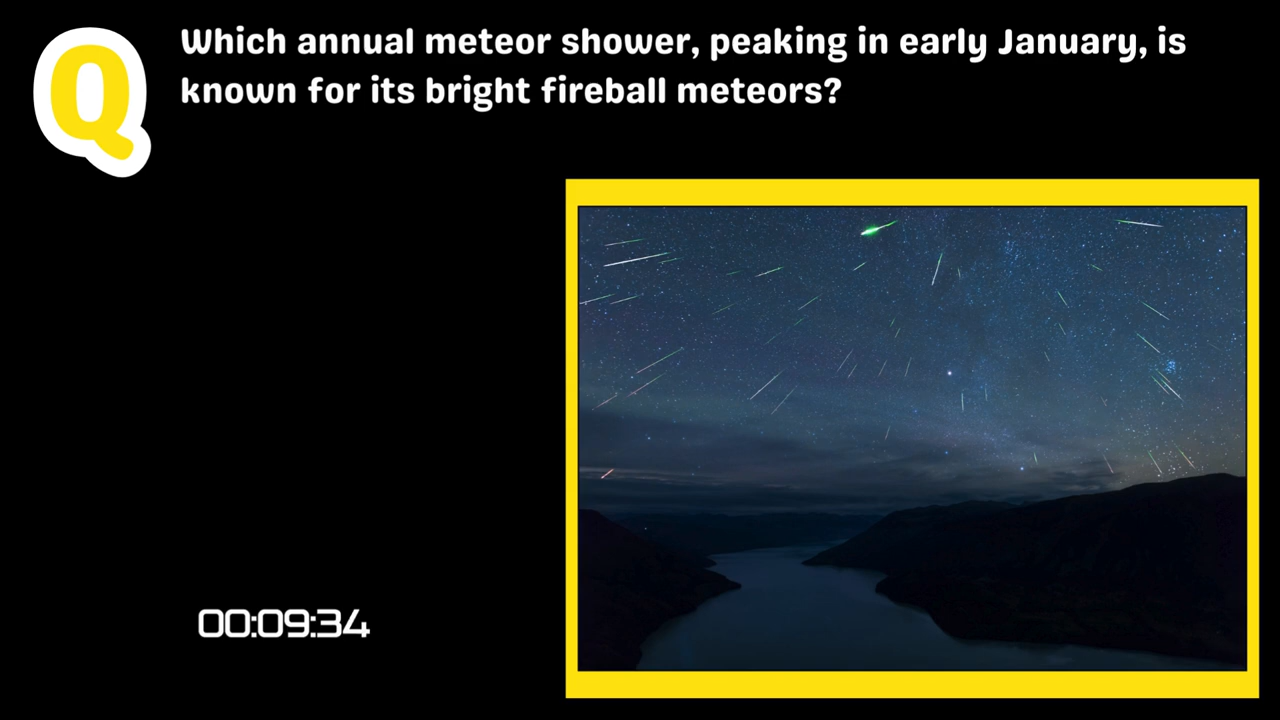 Q
Which annual meteor shower, peaking in early January, is
known for its bright fireball meteors?
00:09:34